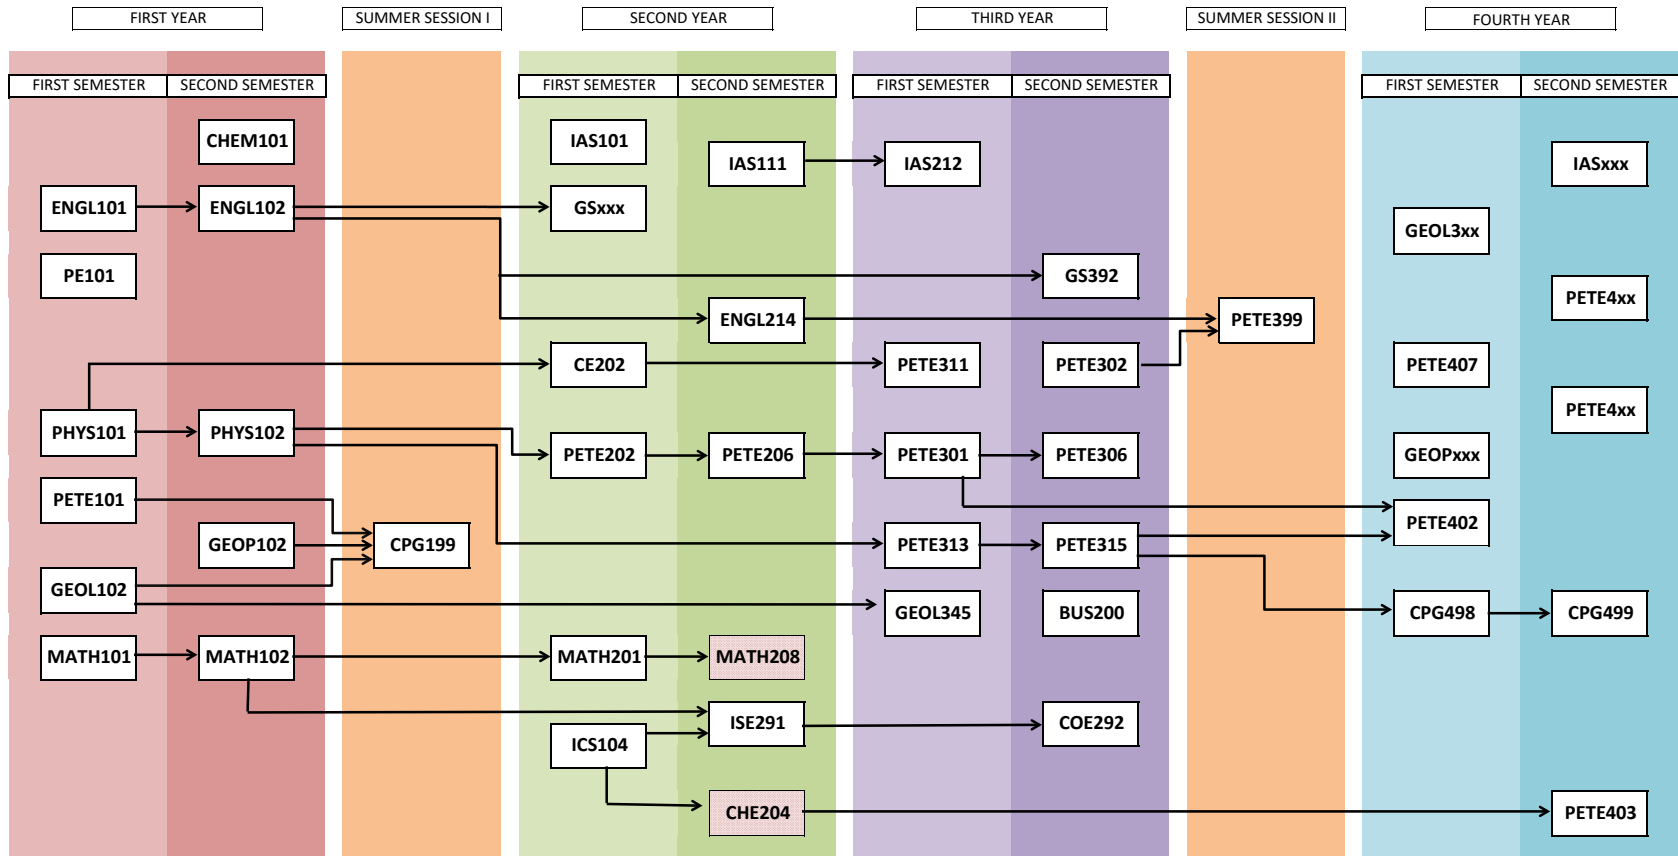 FIRST YEAR
SUMMER SESSION I
SECOND YEAR
THIRD YEAR
SUMMER SESSION II
FOURTH YEAR
FIRST SEMESTER
SECOND SEMESTER
FIRST SEMESTER
SECOND SEMESTER
FIRST SEMESTER
SECOND SEMESTER
FIRST SEMESTER
SECOND SEMESTER
CHEM101
IAS101
IAS111
IAS212
IASxxx
ENGL101
ENGL102
GSxxx
GEOL3xx
PE101
GS392
PETE4xx
ENGL214
PETE399
CE202
PETE311
PETE302
PETE407
PETE4xx
PHYS101
PHYS102
PETE202
PETE206
PETE301
PETE306
GEOPxxx
PETE101
PETE402
GEOP102
CPG199
PETE313
PETE315
GEOL102
GEOL345
BUS200
CPG498
CPG499
MATH101
MATH102
MATH201
MATH208
ISE291
COE292
ICS104
CHE204
PETE403